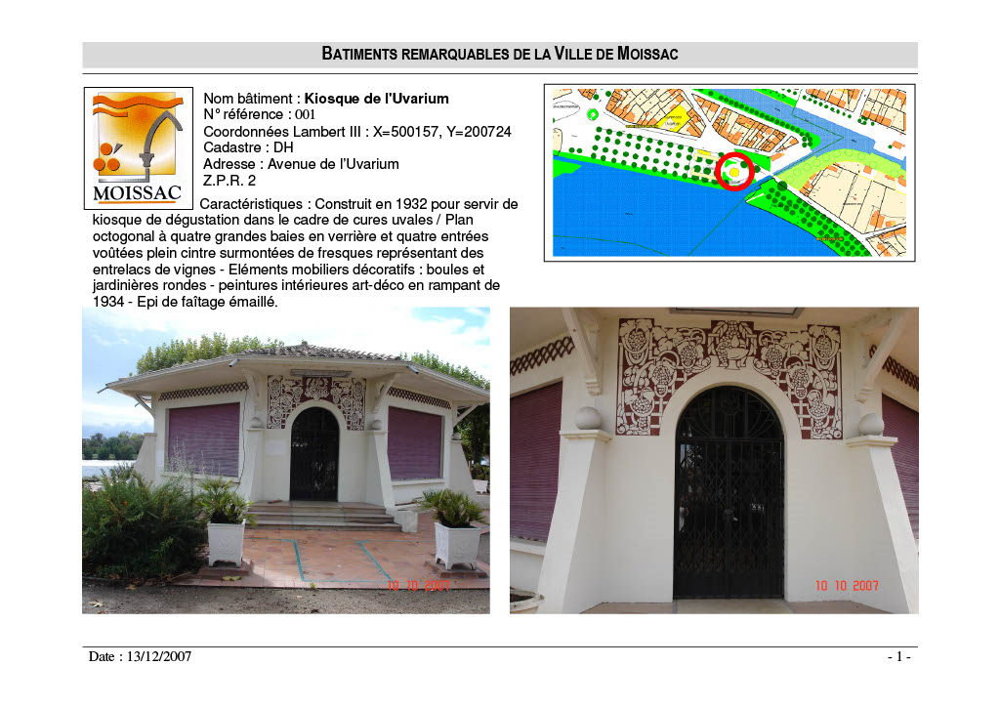 BATIMENTS REMARQUABLES DE LA VILLE DE MOISSAC
MOISSAC
Nom bâtiment : Kiosque de l'Uvarium
N° référence : 001
Coordonnées Lambert III : X=500157, Y=200724
Cadastre : DH
Adresse : Avenue de l'Uvarium
Z.P.R. 2
Caractéristiques : Construit en 1932 pour servir de
kiosque de dégustation dans le cadre de cures uvales / Plan
octogonal à quatre grandes baies en verrière et quatre entrées
voûtées plein cintre surmontées de fresques représentant des
entrelacs de vignes - Eléments mobiliers décoratifs : boules et
jardinières rondes - peintures intérieures art-déco en rampant de
1934 - Epi de faîtage émaillé.
10 10 2007
10 10 2007
Date : 13/12/2007
- 1 -